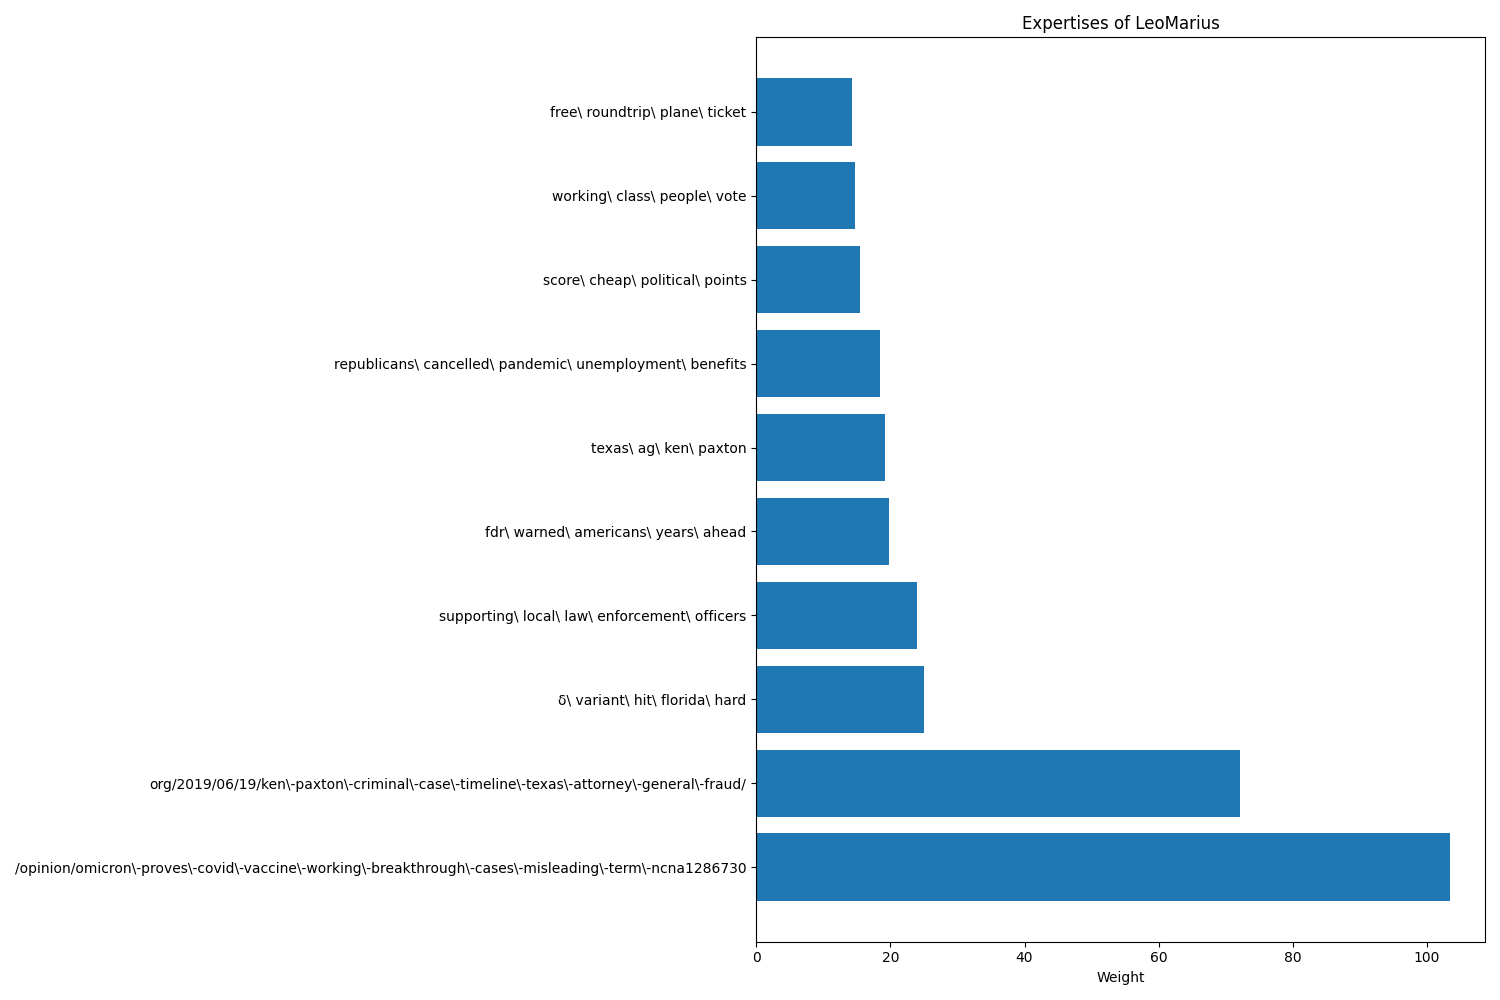 Expertises of LeoMarius
free\ roundtrip\ plane\ ticket
working\ class\ people\ vote
score\ cheap\ political\ points
republicans\ cancelled\ pandemic\ unemployment\ benefits
texas\ ag\ ken\ paxton
fdr\ warned\ americans\ years\ ahead
supporting\ local\ law\ enforcement\ officers
δ\ variant\ hit\ florida\ hard
org/2019/06/19/ken\-paxton\-criminal\-case\-timeline\-texas\-attorney\-general\-fraud/
/opinion/omicron\-proves\-covid\-vaccine\-working\-breakthrough\-cases\-misleading\-term\-ncna1286730
0 20 40 60 80 100
Weight